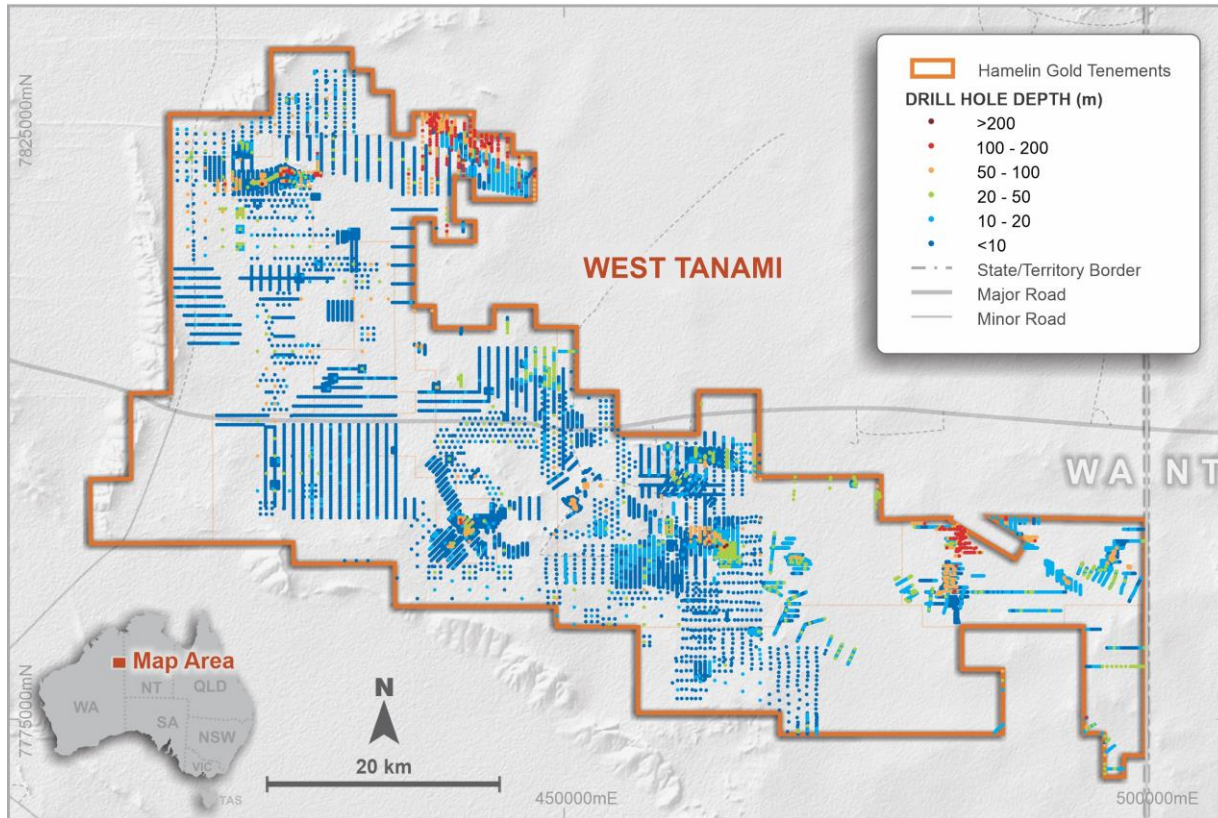 7825000mN
7775000mN
450000mE
500000mE
WEST TANAMI
WA NT
Hamelin Gold Tenements
DRILL HOLE DEPTH (m)
>200
100 - 200
50 - 100
20 - 50
10 - 20
<10
State/Territory Border
Major Road
Minor Road
Map Area
WA
NT
QLD
SA
NSW
VIC
TAS
N
20 km